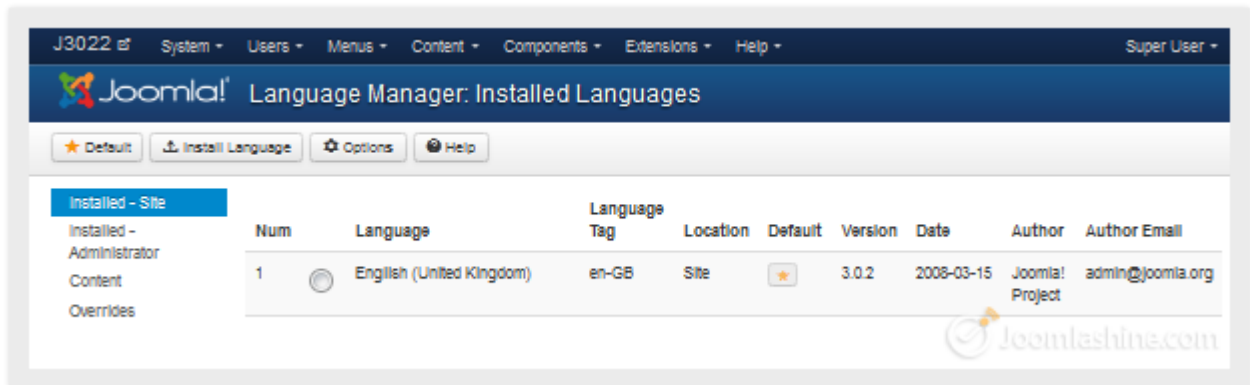 J3022 System Users Menus Content Components Extensions Help Super User
Joomla! Language Manager: Installed Languages
Default Install Language Options Help
Installed - Site
Installed - Administrator
Content
Overrides
Num Language Language Tag Location Default Version Date Author Author Email
1 English (United Kingdom) en-GB Site 3.0.2 2008-03-15 Joomla! Project admin@joomla.org
Joomlashine.com